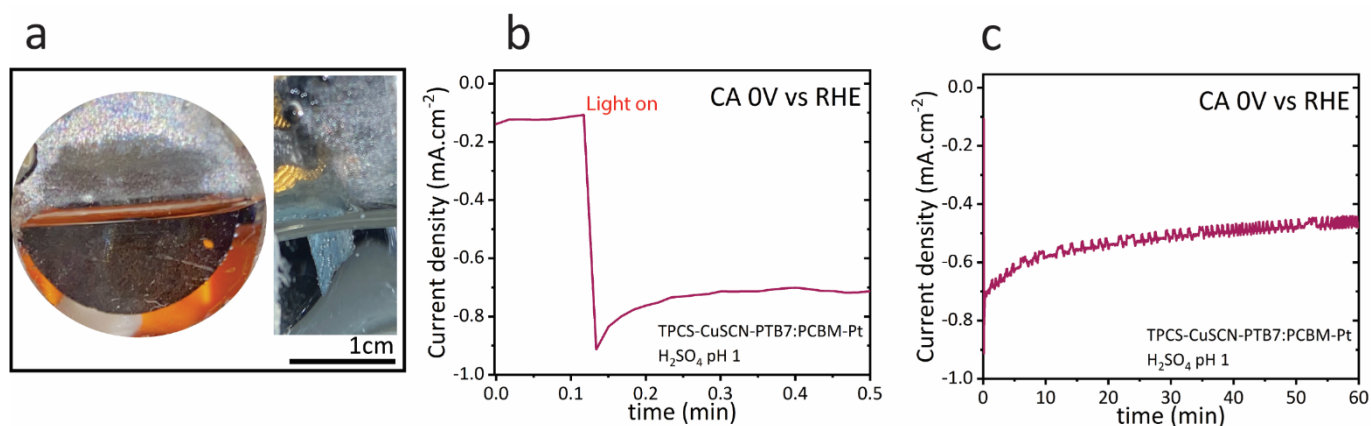 a
1cm
b
Current density (mA.cm⁻²)
0.0
-0.2
-0.4
-0.6
-0.8
-1.0
Light on
CA 0V vs RHE
TPCS-CuSCN-PTB7:PCBM-Pt
H₂SO₄ pH 1
0.0 0.1 0.2 0.3 0.4 0.5
time (min)
c
Current density (mA.cm⁻²)
0.0
-0.2
-0.4
-0.6
-0.8
-1.0
CA 0V vs RHE
TPCS-CuSCN-PTB7:PCBM-Pt
H₂SO₄ pH 1
0 10 20 30 40 50 60
time (min)